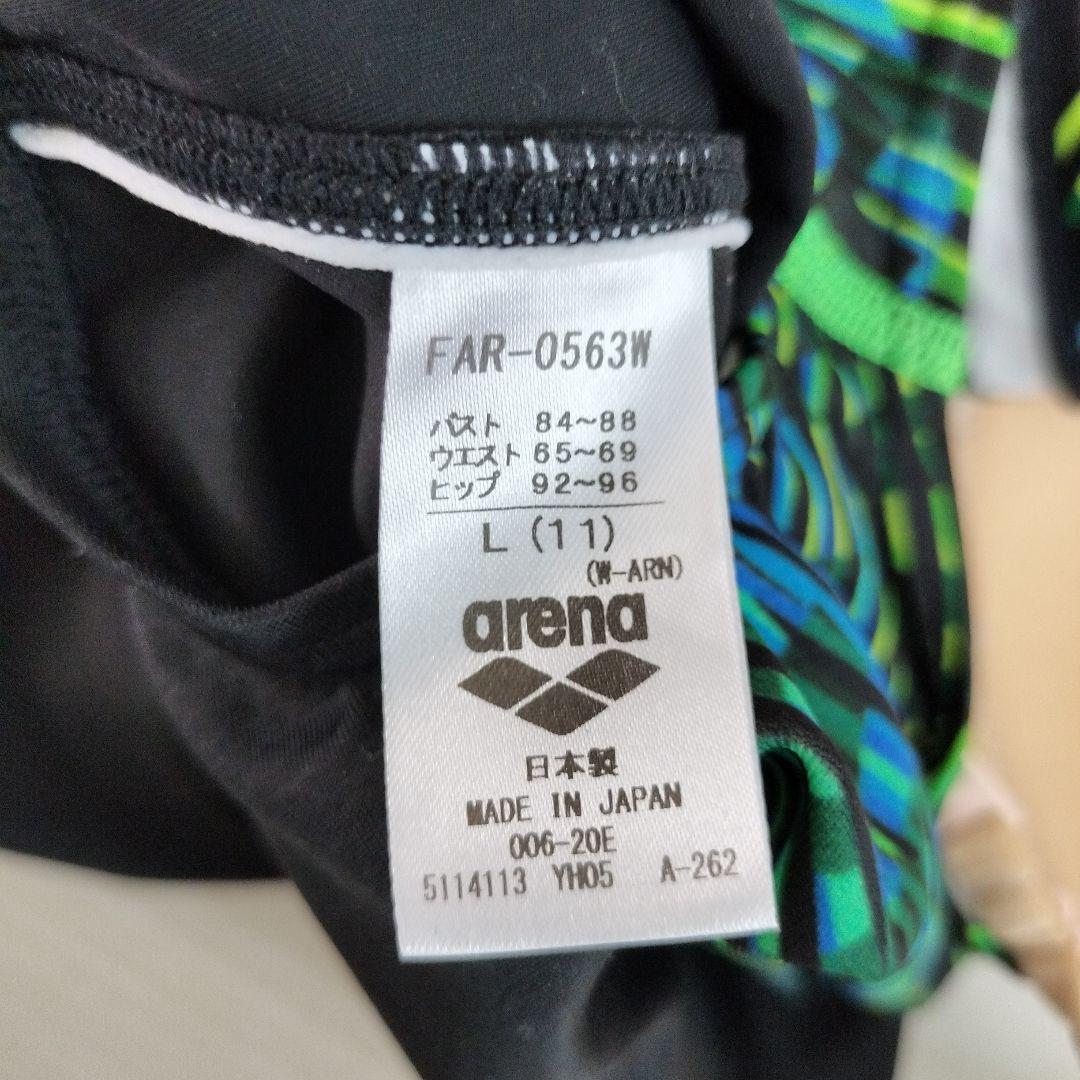 FAR-0563W
バスト 84〜88
ウエスト 65〜69
ヒップ 92〜96
L (11)
(W-ARN)
arena
日本製
MADE IN JAPAN
006-20E
5114113 YH05 A-262